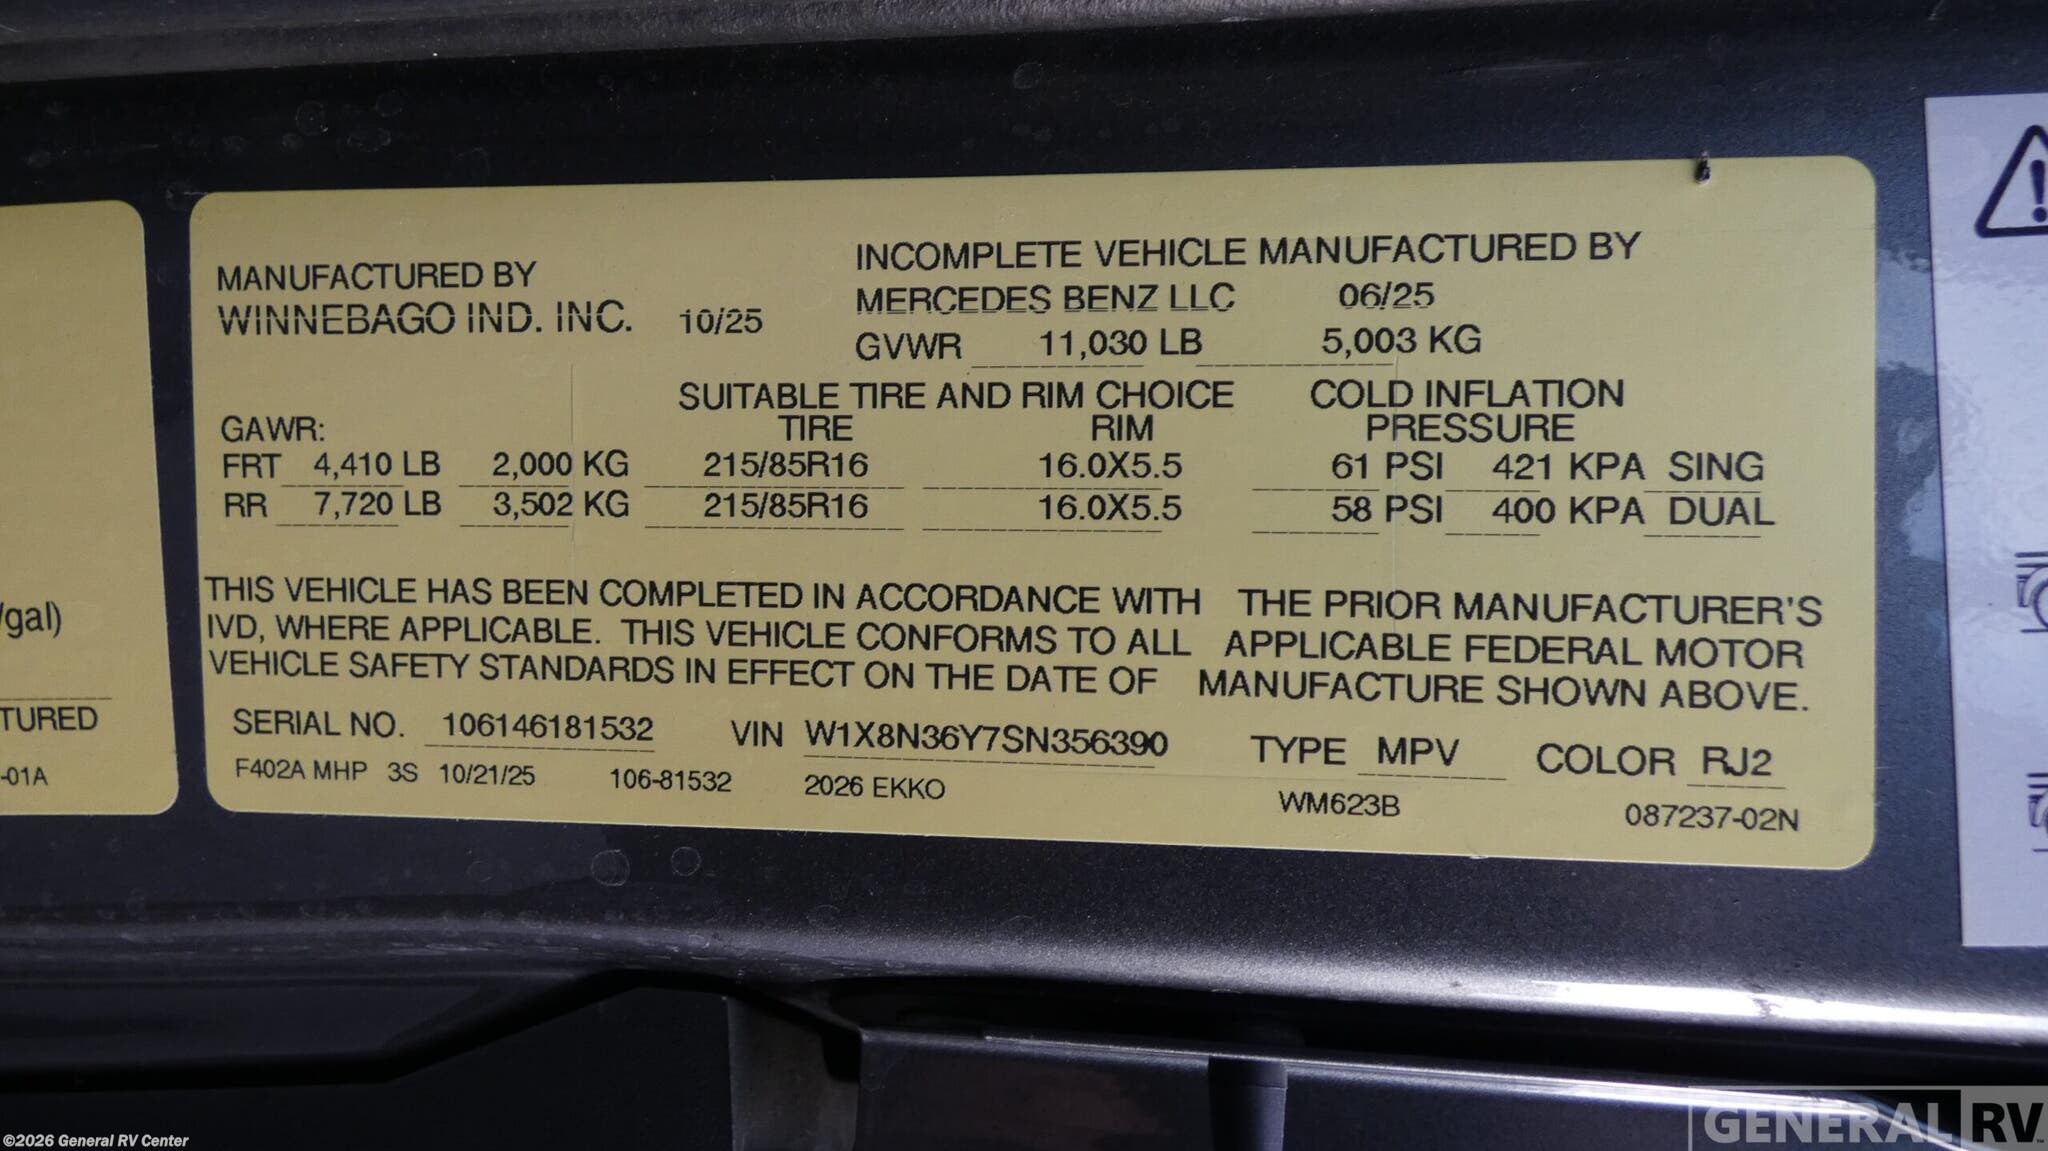 MANUFACTURED BY
WINNEBAGO IND. INC. 10/25
INCOMPLETE VEHICLE MANUFACTURED BY
MERCEDES BENZ LLC 06/25
GVWR 11,030 LB 5,003 KG
SUITABLE TIRE AND RIM CHOICE COLD INFLATION
GAWR: TIRE RIM PRESSURE
FRT 4,410 LB 2,000 KG 215/85R16 16.0X5.5 61 PSI 421 KPA SING
RR 7,720 LB 3,502 KG 215/85R16 16.0X5.5 58 PSI 400 KPA DUAL
THIS VEHICLE HAS BEEN COMPLETED IN ACCORDANCE WITH THE PRIOR MANUFACTURER'S
IVD, WHERE APPLICABLE. THIS VEHICLE CONFORMS TO ALL APPLICABLE FEDERAL MOTOR
VEHICLE SAFETY STANDARDS IN EFFECT ON THE DATE OF MANUFACTURE SHOWN ABOVE.
SERIAL NO. 106146181532 VIN W1X8N36Y7SN356390 TYPE MPV COLOR RJ2
F402A MHP 3S 10/21/25 106-81532 2026 EKKO WM623B 087237-02N
/gal)
TURED
-01A
©2026 General RV Center
GENERAL RV